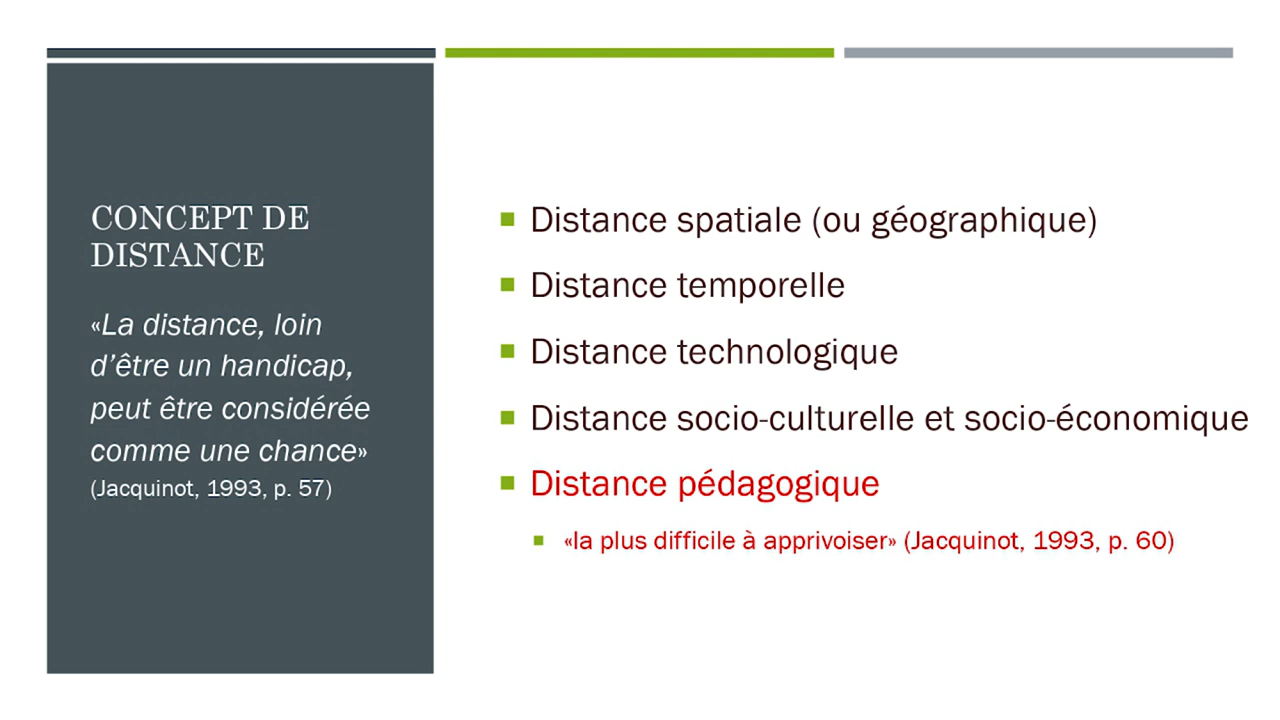 CONCEPT DE
DISTANCE
«La distance, loin
d'être un handicap,
peut être considérée
comme une chance»
(Jacquinot, 1993, p. 57)
Distance spatiale (ou géographique)
Distance temporelle
Distance technologique
Distance socio-culturelle et socio-économique
Distance pédagogique
«la plus difficile à apprivoiser» (Jacquinot, 1993, p. 60)